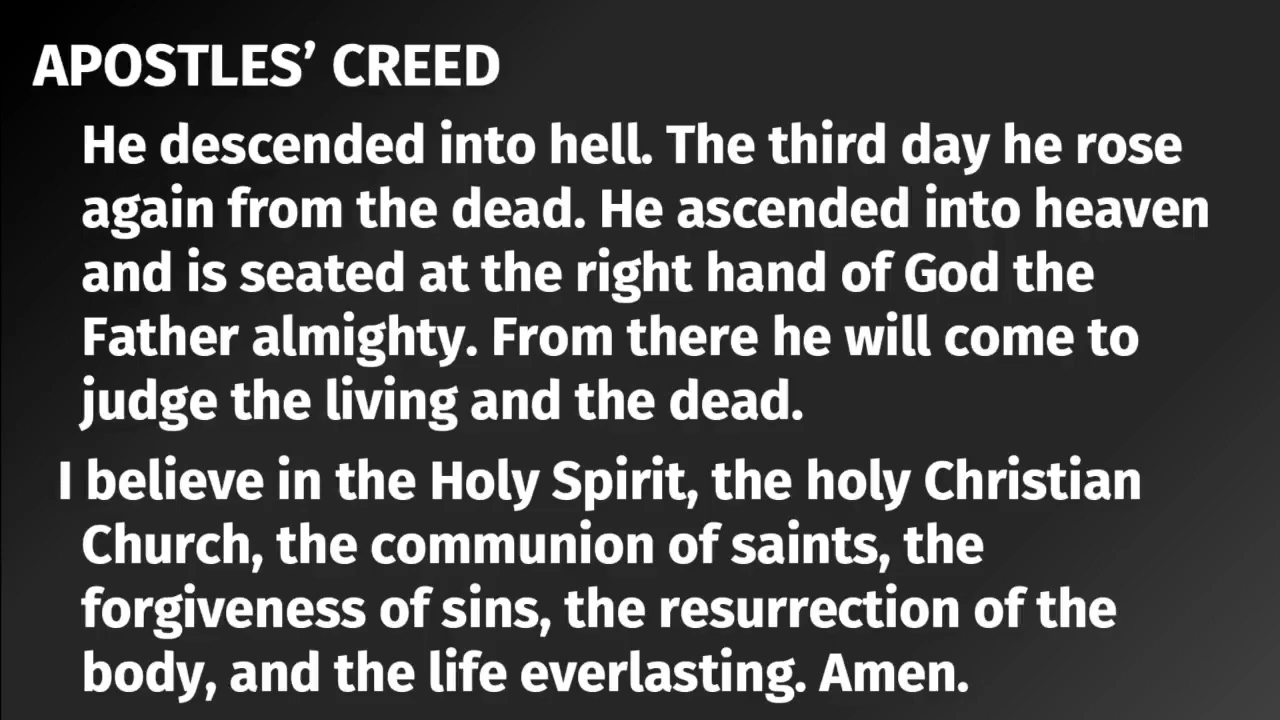 APOSTLES’ CREED
He descended into hell. The third day he rose
again from the dead. He ascended into heaven
and is seated at the right hand of God the
Father almighty. From there he will come to
judge the living and the dead.
I believe in the Holy Spirit, the holy Christian
Church, the communion of saints, the
forgiveness of sins, the resurrection of the
body, and the life everlasting. Amen.